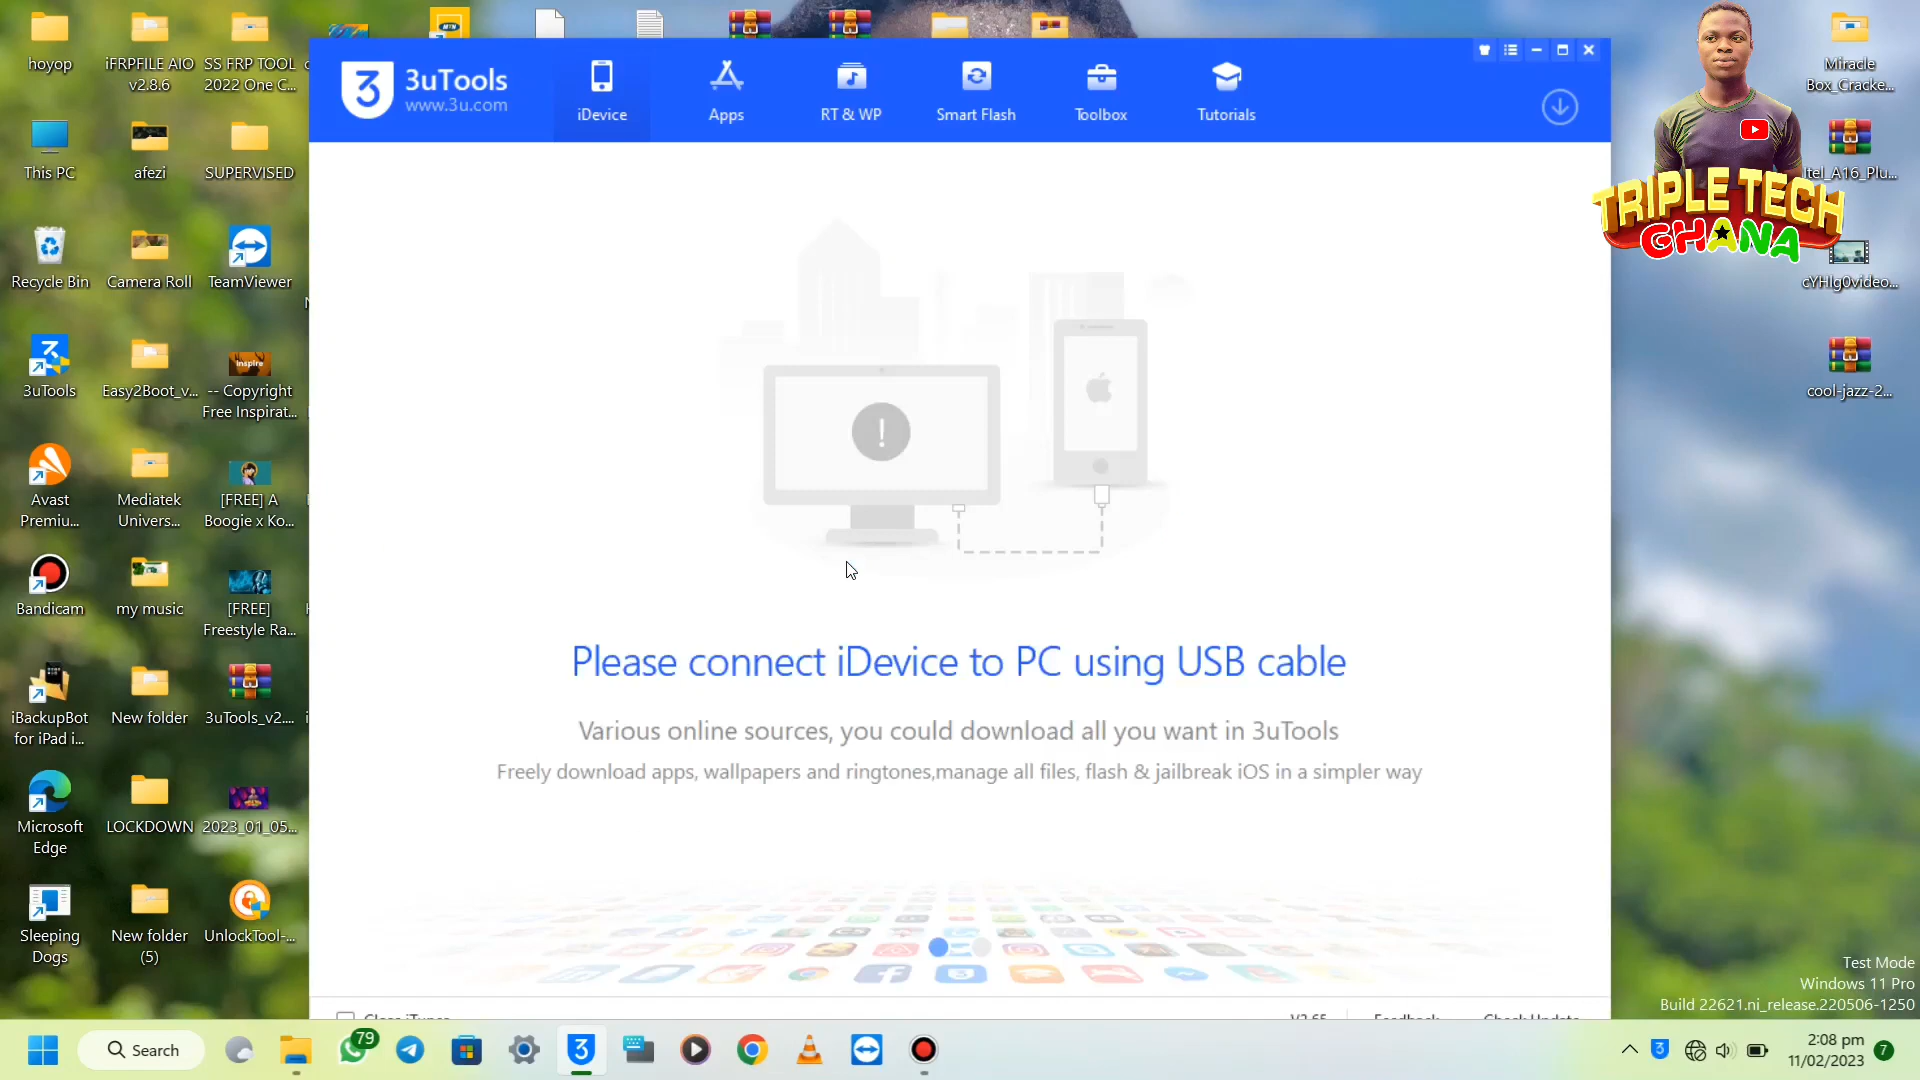 hoyop
iFRPFILE AIO
v2.8.6
SS FRP TOOL
2022 One C...
This PC
afezi
SUPERVISED
Recycle Bin
Camera Roll
TeamViewer
3uTools
Easy2Boot_v...
-- Copyright
Free Inspirat...
Avast
Premiu...
Mediatek
Univers...
[FREE] A
Boogie x Ko...
Bandicam
my music
[FREE]
Freestyle Ra...
iBackupBot
for iPad i...
New folder
3uTools_v2....
Microsoft
Edge
LOCKDOWN
2023_01_05...
Sleeping
Dogs
New folder
(5)
UnlockTool-...
3uTools
www.3u.com
iDevice
Apps
RT & WP
Smart Flash
Toolbox
Tutorials
Please connect iDevice to PC using USB cable
Various online sources, you could download all you want in 3uTools
Freely download apps, wallpapers and ringtones,manage all files, flash & jailbreak iOS in a simpler way
Miracle
Box_Cracke...
Itel_A16_Plu...
TRIPLE TECH
GHANA
cYHIg0video...
cool-jazz-2...
Test Mode
Windows 11 Pro
Build 22621.ni_release.220506-1250
Search
79
2:08 pm
11/02/2023
7